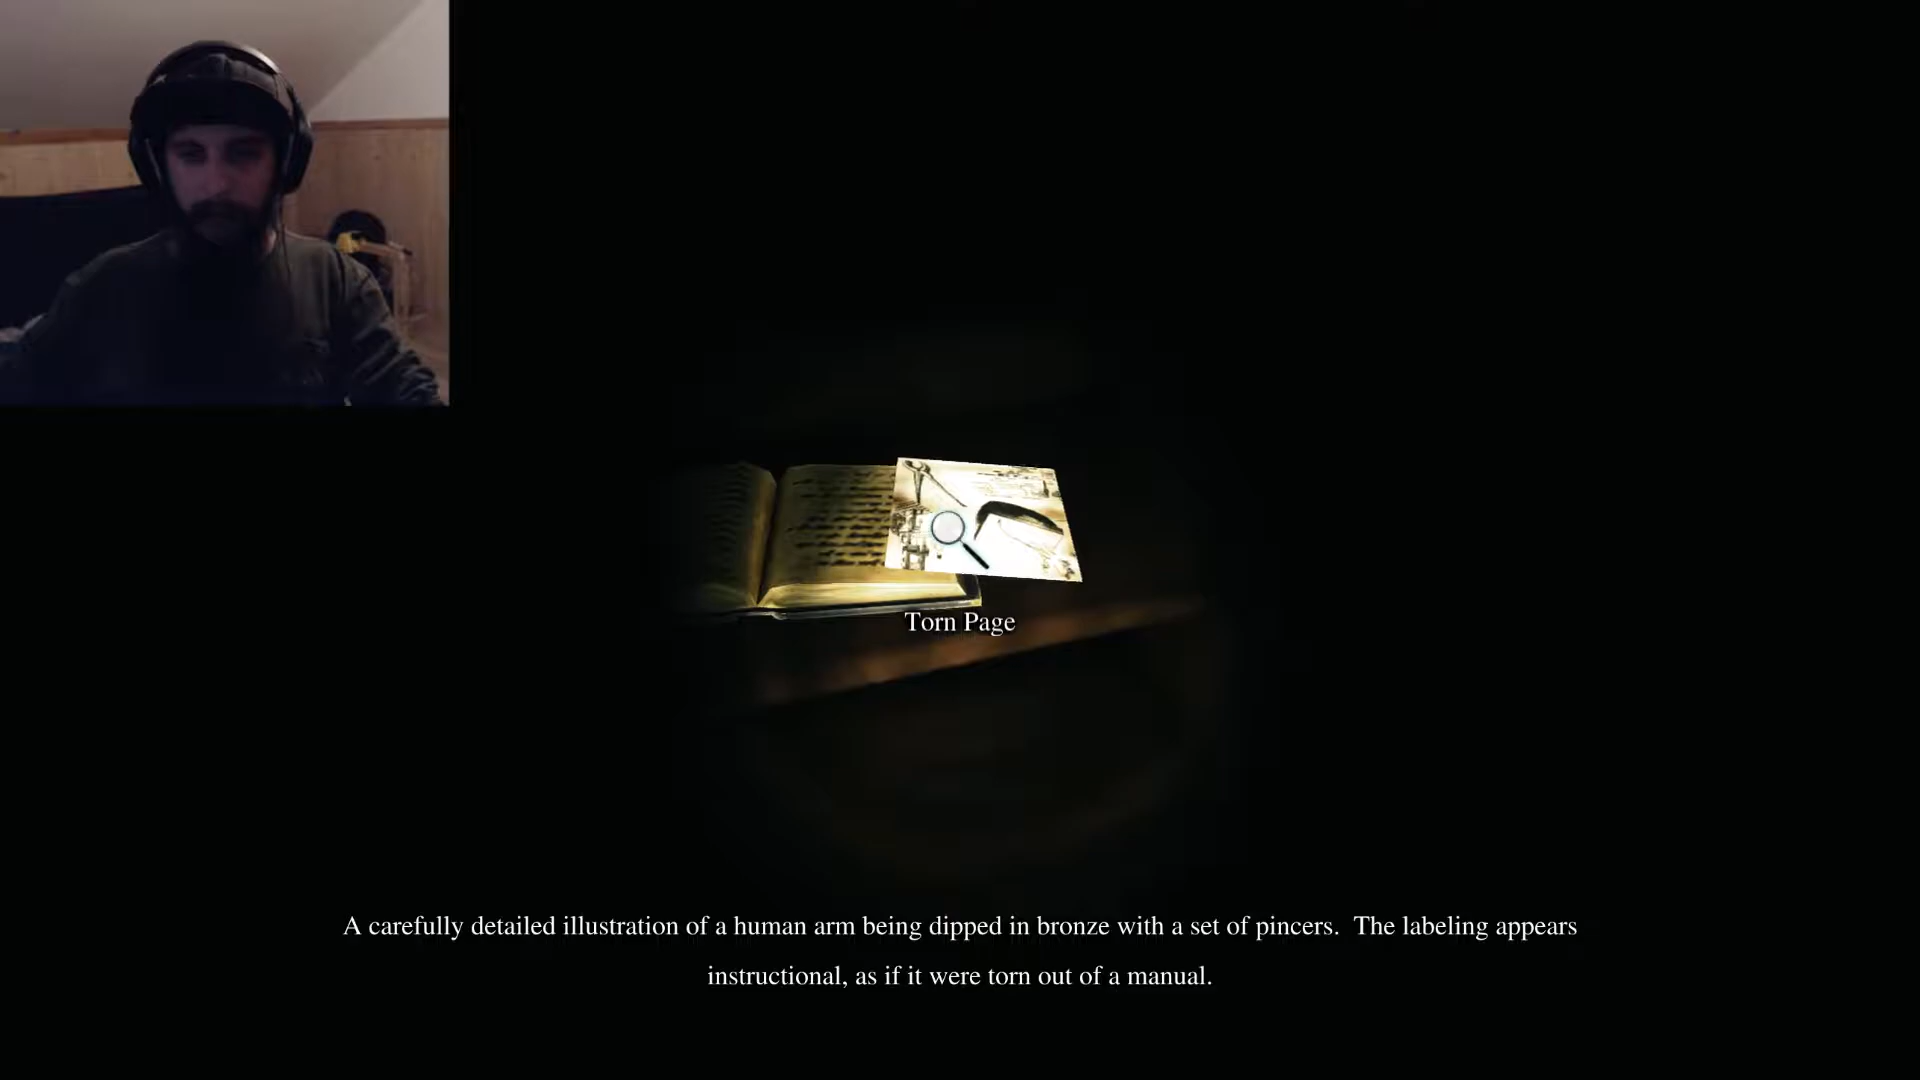 Torn Page
A carefully detailed illustration of a human arm being dipped in bronze with a set of pincers.  The labeling appears
instructional, as if it were torn out of a manual.